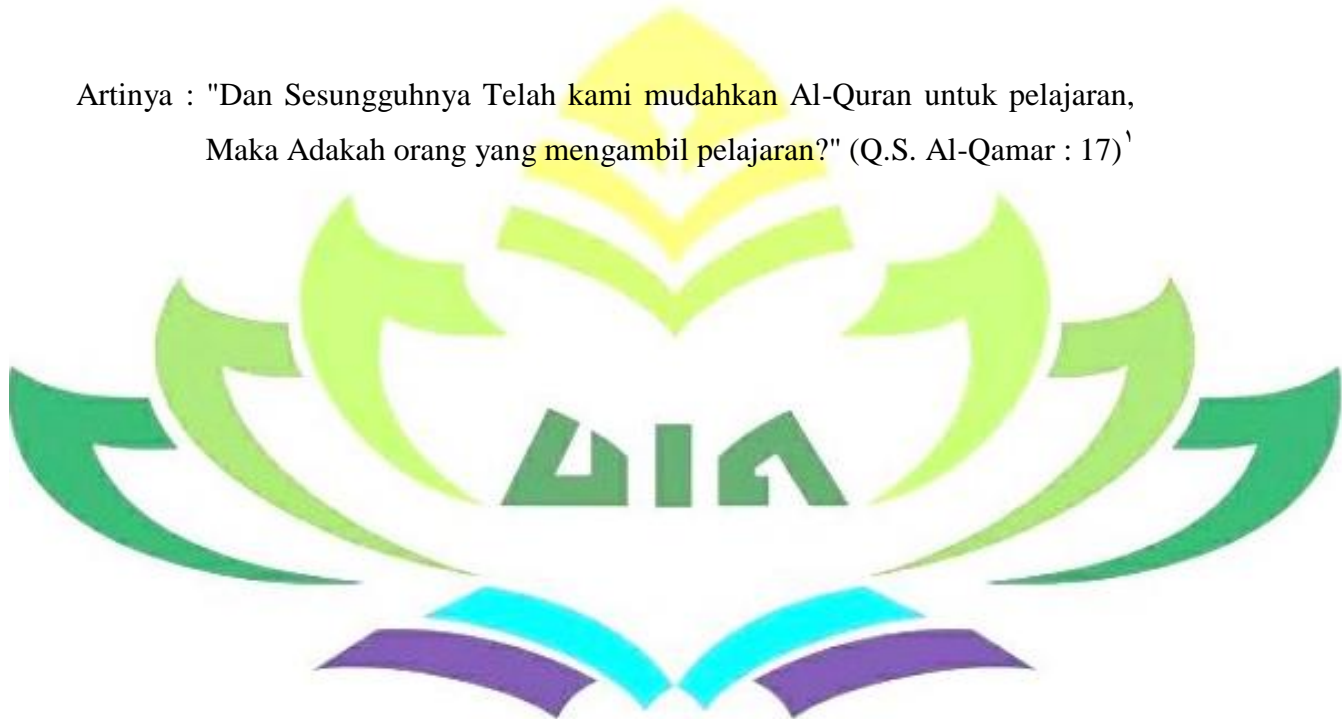 Artinya : "Dan Sesungguhnya Telah kami mudahkan Al-Quran untuk pelajaran,
Maka Adakah orang yang mengambil pelajaran?" (Q.S. Al-Qamar : 17)١